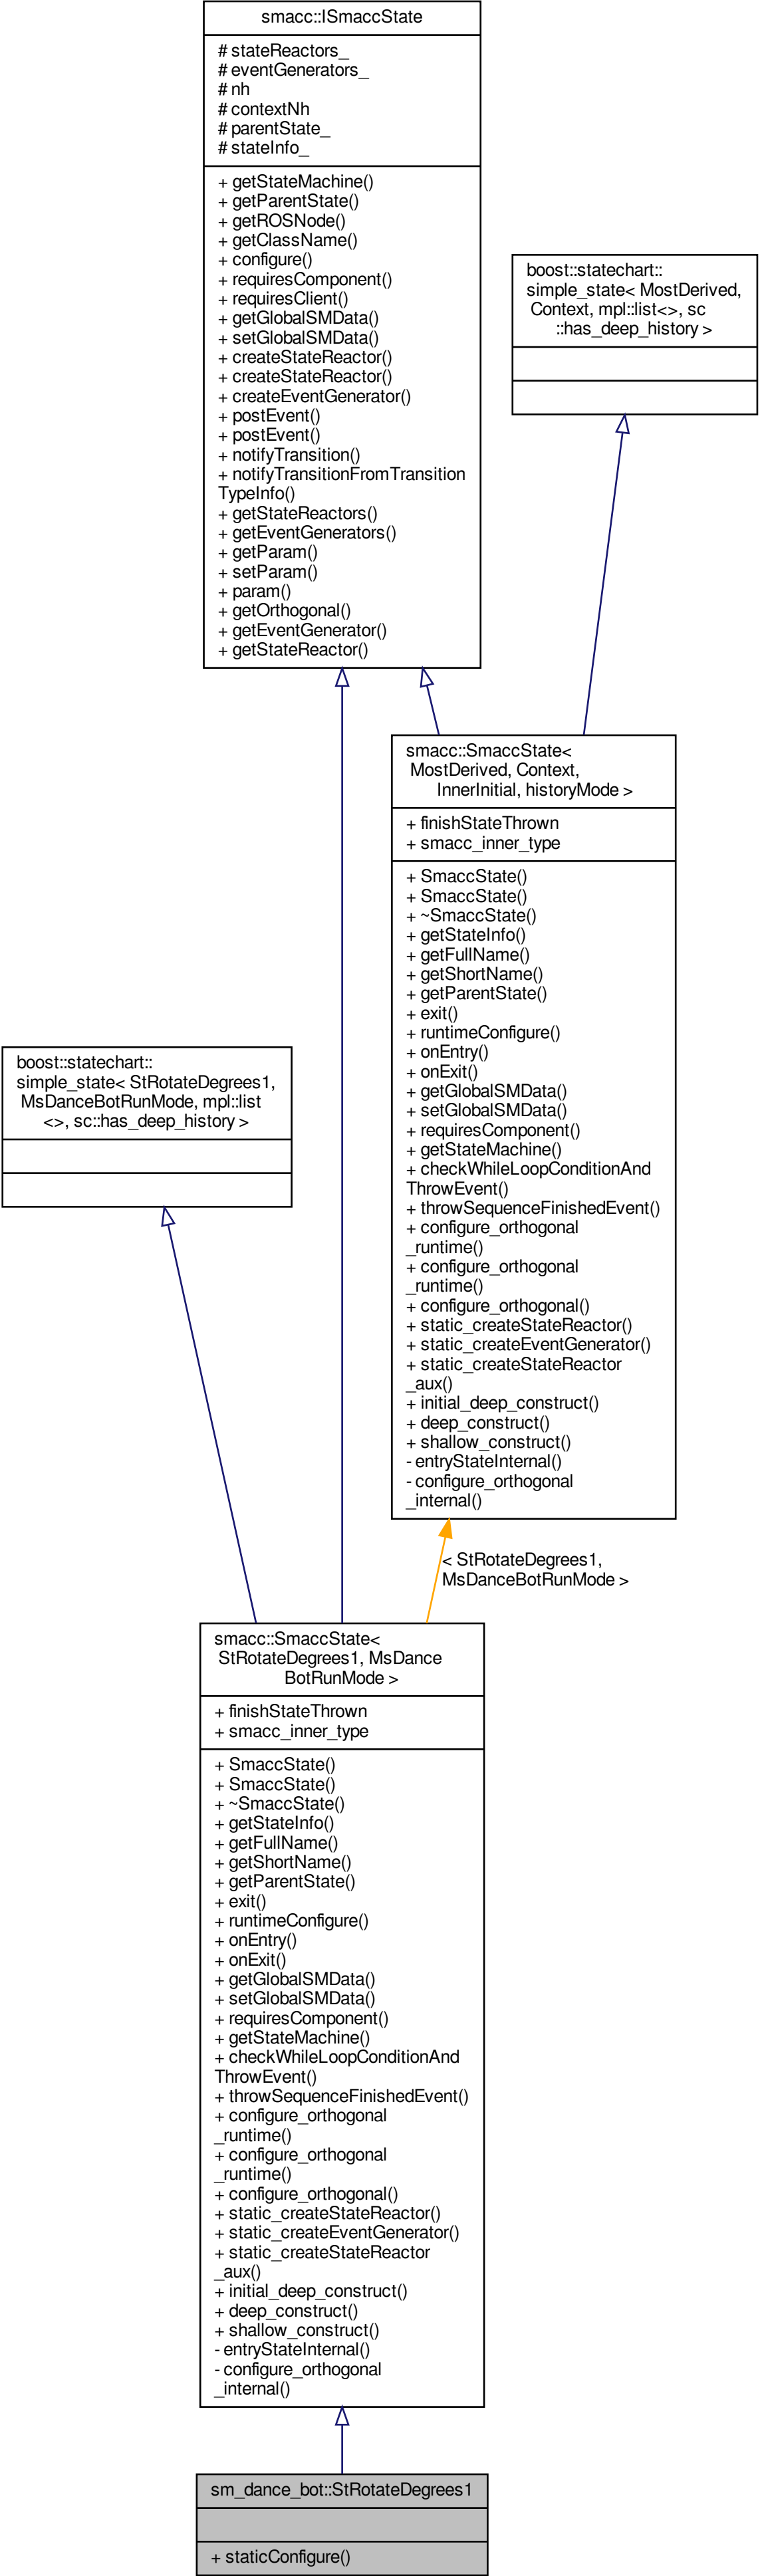 smacc::ISmaccState
# stateReactors_
# eventGenerators_
# nh
# contextNh
# parentState_
# stateInfo_
+ getStateMachine()
+ getParentState()
+ getROSNode()
+ getClassName()
+ configure()
+ requiresComponent()
+ requiresClient()
+ getGlobalSMData()
+ setGlobalSMData()
+ createStateReactor()
+ createStateReactor()
+ createEventGenerator()
+ postEvent()
+ postEvent()
+ notifyTransition()
+ notifyTransitionFromTransition
TypeInfo()
+ getStateReactors()
+ getEventGenerators()
+ getParam()
+ setParam()
+ param()
+ getOrthogonal()
+ getEventGenerator()
+ getStateReactor()
boost::statechart::
simple_state< MostDerived,
Context, mpl::list<>, sc
::has_deep_history >
smacc::SmaccState<
MostDerived, Context,
InnerInitial, historyMode >
+ finishStateThrown
+ smacc_inner_type
+ SmaccState()
+ SmaccState()
+ ~SmaccState()
+ getStateInfo()
+ getFullName()
+ getShortName()
+ getParentState()
+ exit()
+ runtimeConfigure()
+ onEntry()
+ onExit()
+ getGlobalSMData()
+ setGlobalSMData()
+ requiresComponent()
+ getStateMachine()
+ checkWhileLoopConditionAnd
ThrowEvent()
+ throwSequenceFinishedEvent()
+ configure_orthogonal
_runtime()
+ configure_orthogonal
_runtime()
+ configure_orthogonal()
+ static_createStateReactor()
+ static_createEventGenerator()
+ static_createStateReactor
_aux()
+ initial_deep_construct()
+ deep_construct()
+ shallow_construct()
- entryStateInternal()
- configure_orthogonal
_internal()
boost::statechart::
simple_state< StRotateDegrees1,
MsDanceBotRunMode, mpl::list
<>, sc::has_deep_history >
< StRotateDegrees1,
MsDanceBotRunMode >
smacc::SmaccState<
StRotateDegrees1, MsDance
BotRunMode >
+ finishStateThrown
+ smacc_inner_type
+ SmaccState()
+ SmaccState()
+ ~SmaccState()
+ getStateInfo()
+ getFullName()
+ getShortName()
+ getParentState()
+ exit()
+ runtimeConfigure()
+ onEntry()
+ onExit()
+ getGlobalSMData()
+ setGlobalSMData()
+ requiresComponent()
+ getStateMachine()
+ checkWhileLoopConditionAnd
ThrowEvent()
+ throwSequenceFinishedEvent()
+ configure_orthogonal
_runtime()
+ configure_orthogonal
_runtime()
+ configure_orthogonal()
+ static_createStateReactor()
+ static_createEventGenerator()
+ static_createStateReactor
_aux()
+ initial_deep_construct()
+ deep_construct()
+ shallow_construct()
- entryStateInternal()
- configure_orthogonal
_internal()
sm_dance_bot::StRotateDegrees1
+ staticConfigure()